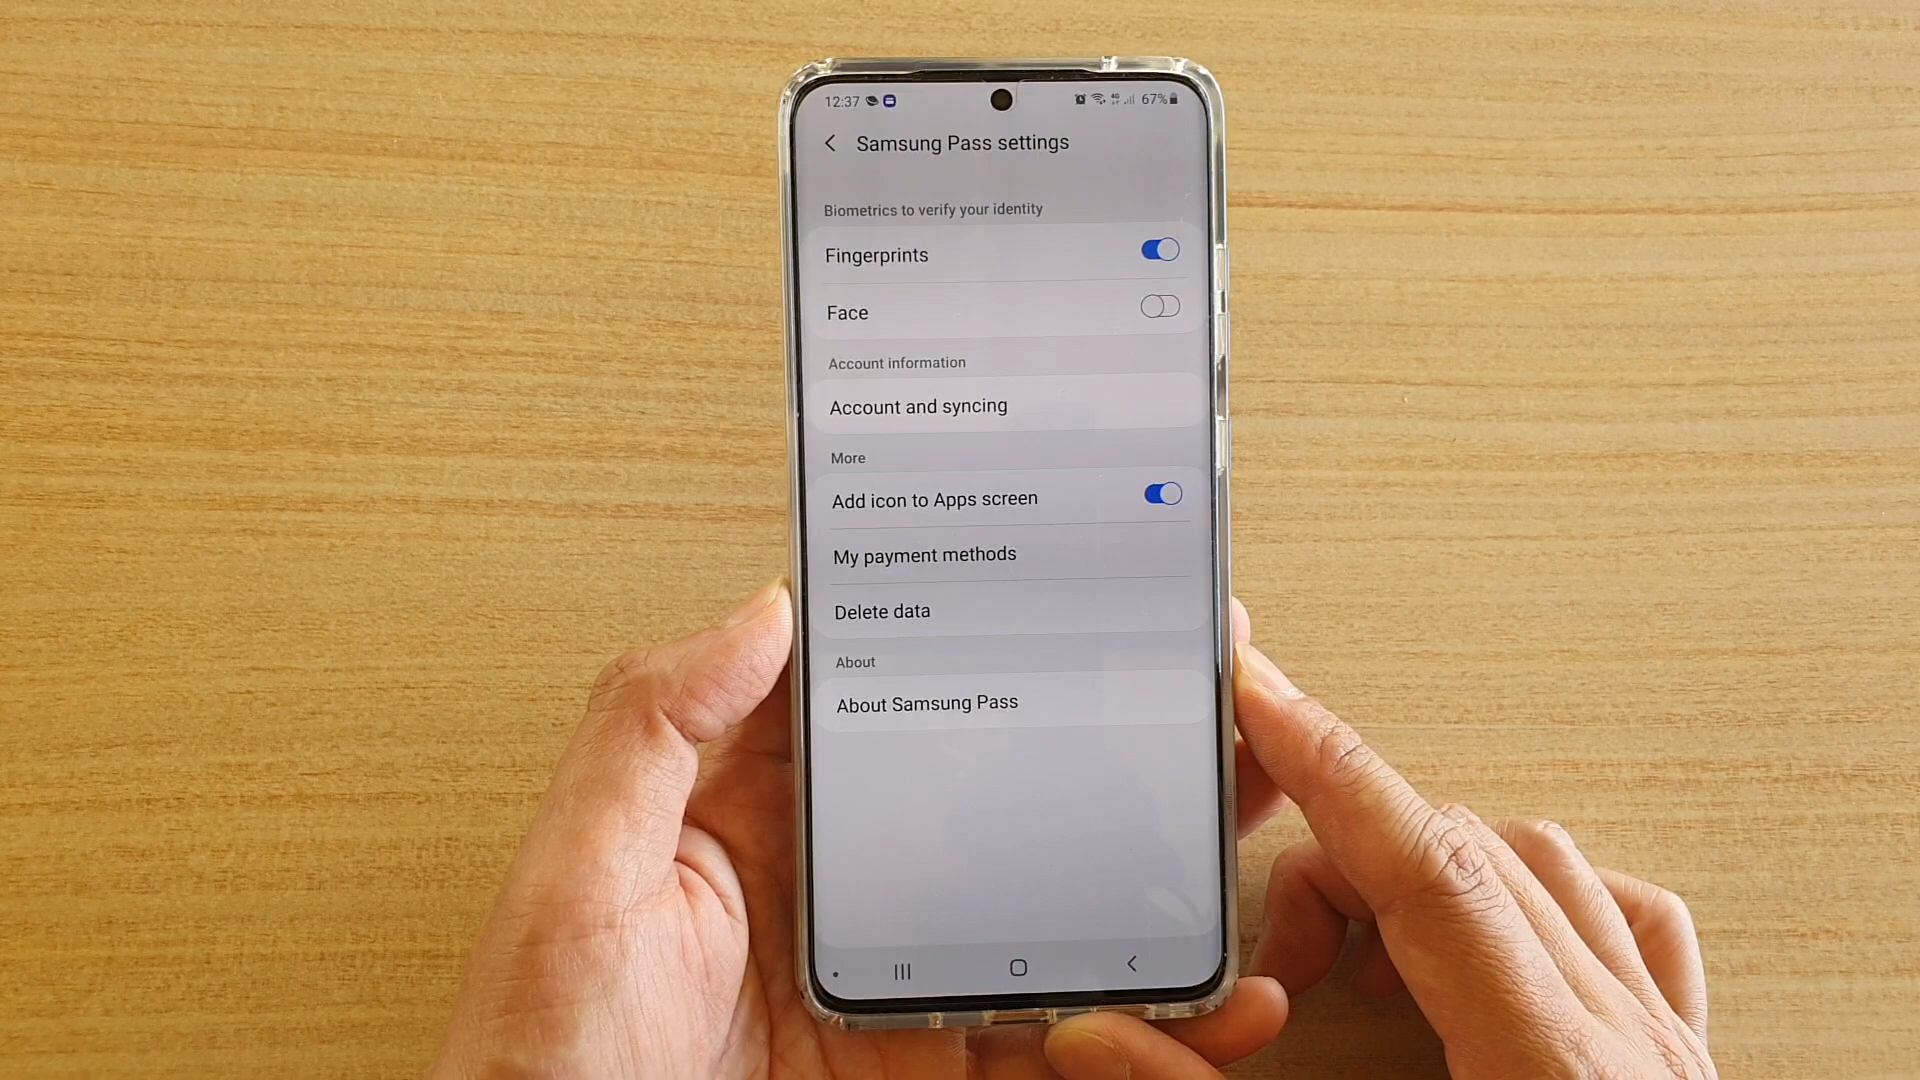 12:37 67%
Samsung Pass settings
Biometrics to verify your identity
Fingerprints
Face
Account information
Account and syncing
More
Add icon to Apps screen
My payment methods
Delete data
About
About Samsung Pass